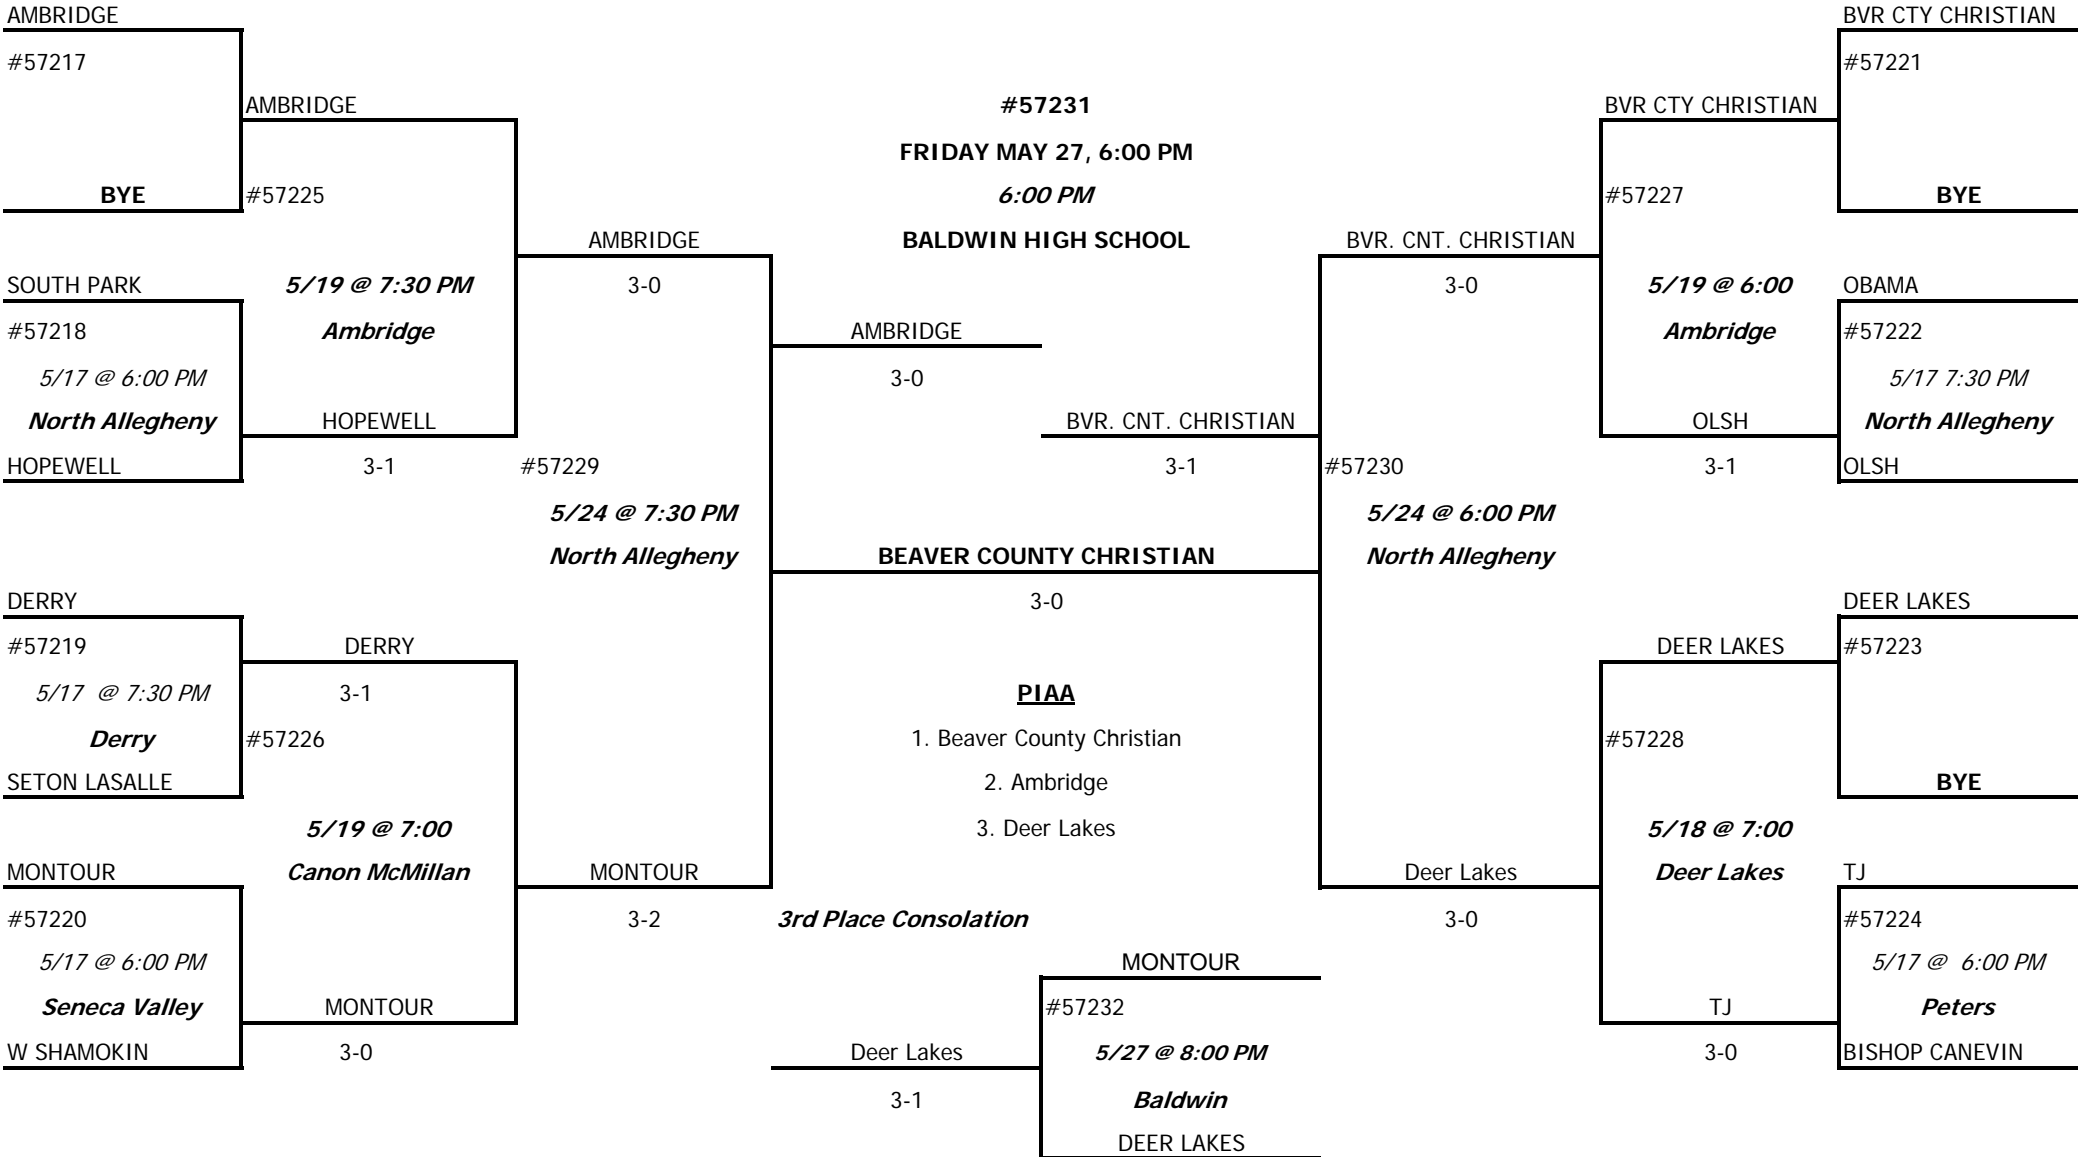 AMBRIDGE
#57217
BYE
SOUTH PARK
#57218
5/17 @ 6:00 PM
North Allegheny
HOPEWELL
DERRY
#57219
5/17 @ 7:30 PM
Derry
SETON LASALLE
MONTOUR
#57220
5/17 @ 6:00 PM
Seneca Valley
W SHAMOKIN
AMBRIDGE
#57225
5/19 @ 7:30 PM
Ambridge
HOPEWELL
3-1
DERRY
3-1
#57226
5/19 @ 7:00
Canon McMillan
MONTOUR
3-0
AMBRIDGE
3-0
#57229
5/24 @ 7:30 PM
North Allegheny
MONTOUR
3-2
#57231
FRIDAY MAY 27, 6:00 PM
6:00 PM
BALDWIN HIGH SCHOOL
AMBRIDGE
3-0
BVR. CNT. CHRISTIAN
3-1
BEAVER COUNTY CHRISTIAN
3-0
PIAA
1. Beaver County Christian
2. Ambridge
3. Deer Lakes
3rd Place Consolation
MONTOUR
#57232
5/27 @ 8:00 PM
Baldwin
DEER LAKES
Deer Lakes
3-1
BVR. CNT. CHRISTIAN
3-0
#57230
5/24 @ 6:00 PM
North Allegheny
Deer Lakes
3-0
BVR CTY CHRISTIAN
#57227
5/19 @ 6:00
Ambridge
OLSH
3-1
DEER LAKES
#57228
5/18 @ 7:00
Deer Lakes
TJ
3-0
BVR CTY CHRISTIAN
#57221
BYE
OBAMA
#57222
5/17 7:30 PM
North Allegheny
OLSH
DEER LAKES
#57223
BYE
TJ
#57224
5/17 @ 6:00 PM
Peters
BISHOP CANEVIN